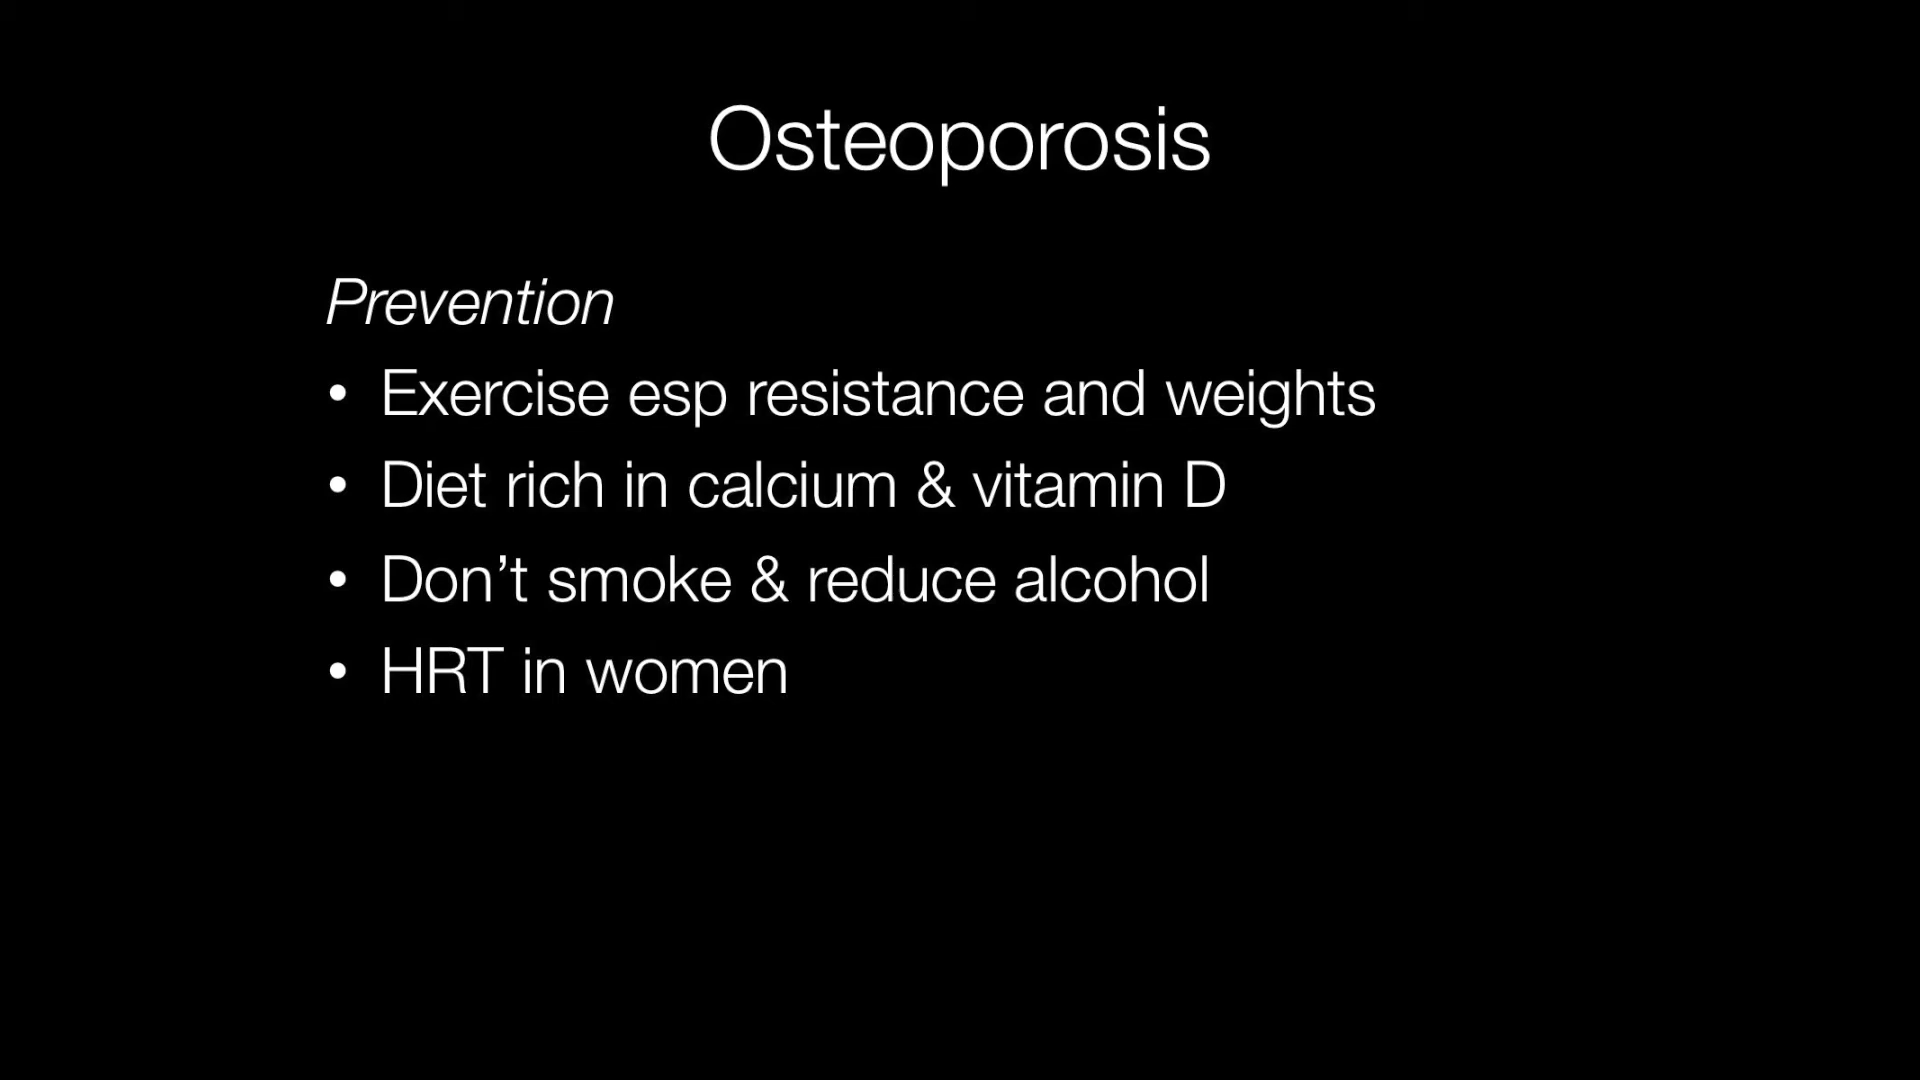 Osteoporosis
Prevention
• Exercise esp resistance and weights
• Diet rich in calcium & vitamin D
• Don’t smoke & reduce alcohol
• HRT in women